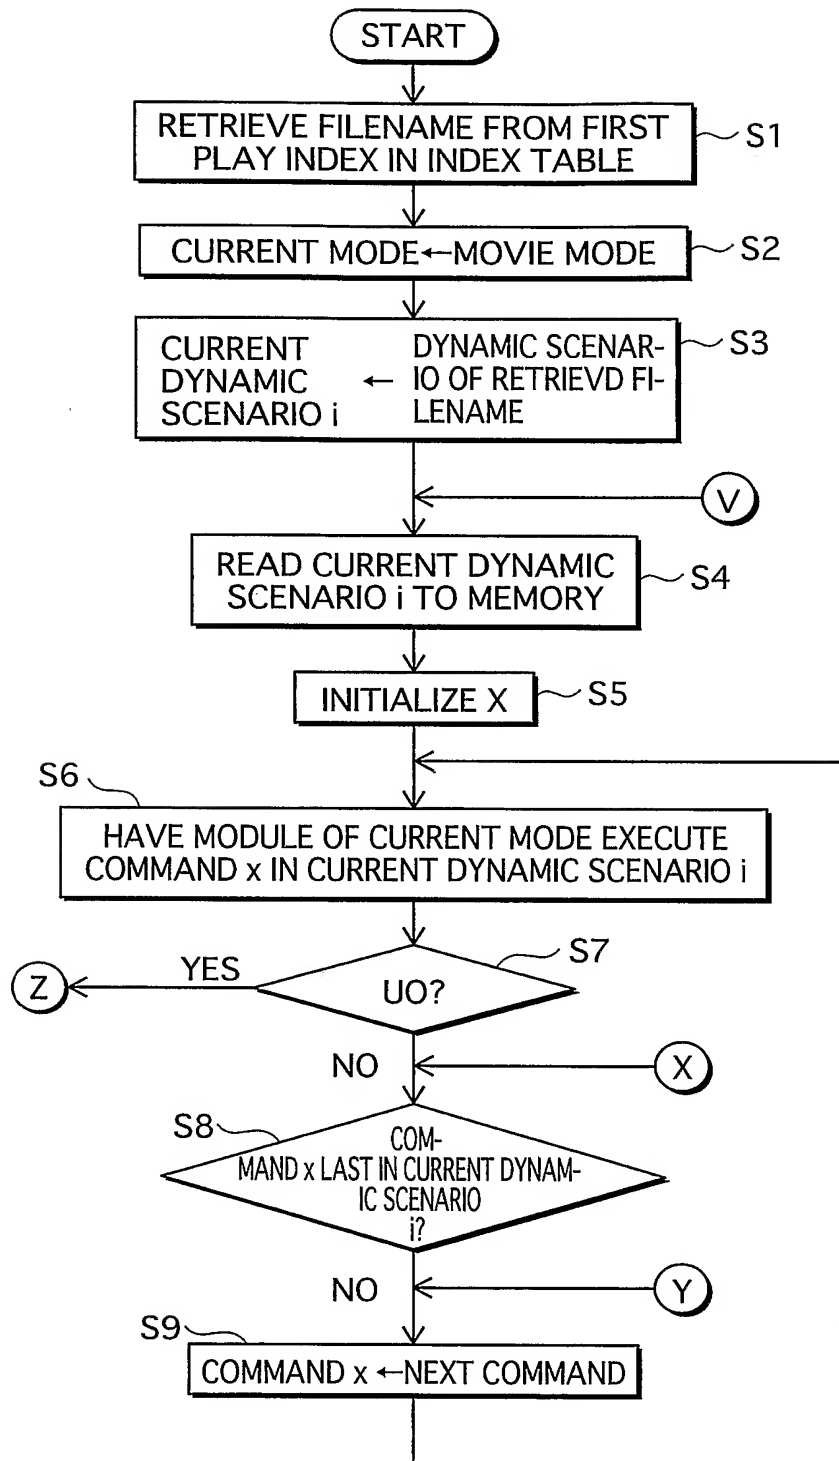 START
RETRIEVE FILENAME FROM FIRST
PLAY INDEX IN INDEX TABLE
S1
CURRENT MODE←MOVIE MODE
S2
CURRENT
DYNAMIC
SCENARIO i
←
DYNAMIC SCENAR-
IO OF RETRIEVD FI-
LENAME
S3
V
READ CURRENT DYNAMIC
SCENARIO i TO MEMORY
S4
INITIALIZE X
S5
S6
HAVE MODULE OF CURRENT MODE EXECUTE
COMMAND x IN CURRENT DYNAMIC SCENARIO i
S7
YES
Z
UO?
NO
X
S8
COM-
MAND x LAST IN CURRENT DYNAM-
IC SCENARIO
i?
NO
Y
S9
COMMAND x ←NEXT COMMAND